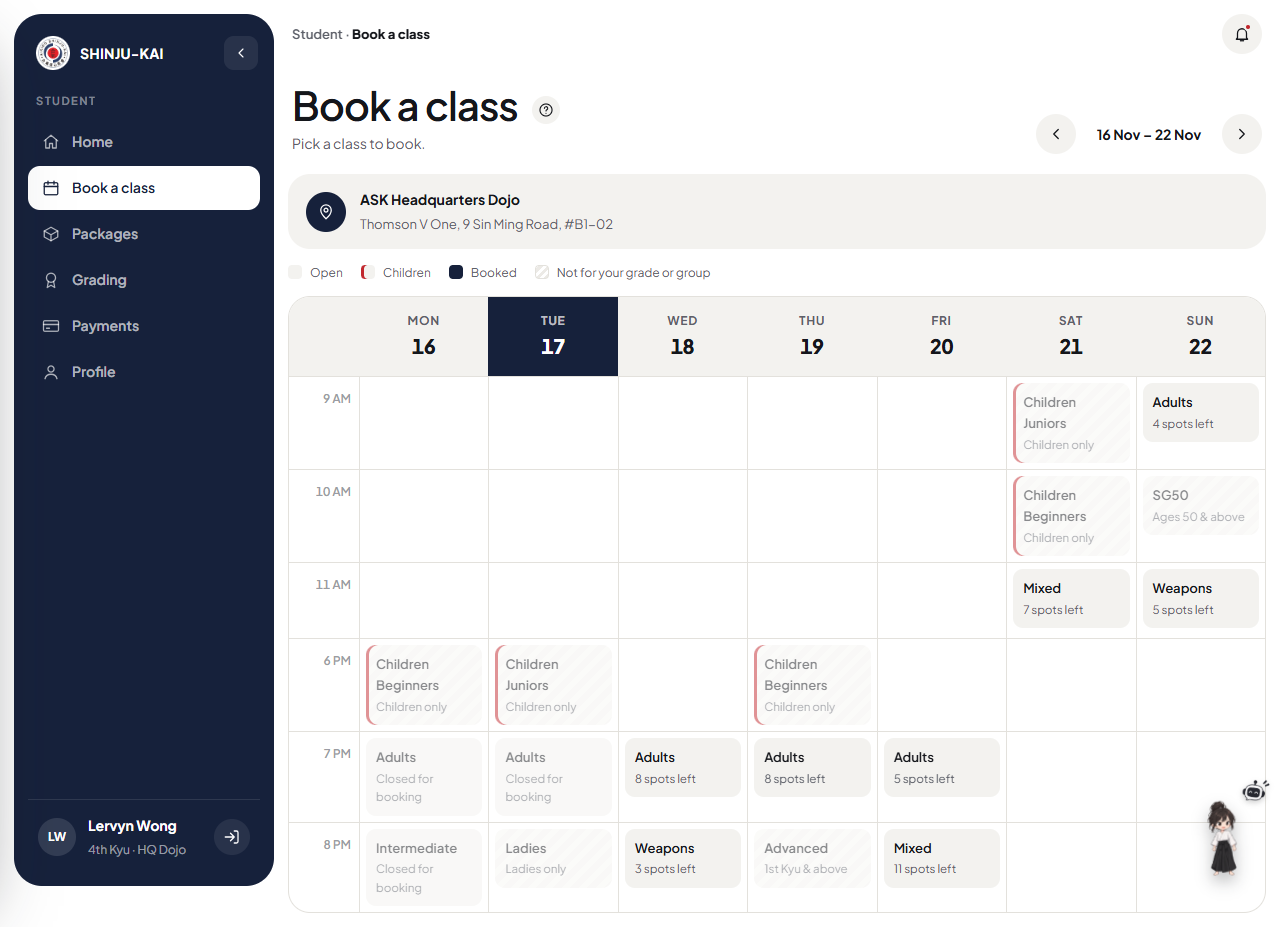 SHINJU-KAI
STUDENT
Home
Book a class
Packages
Grading
Payments
Profile
LW
Lervyn Wong
4th Kyu · HQ Dojo
Student · Book a class
Book a class
Pick a class to book.
16 Nov – 22 Nov
ASK Headquarters Dojo
Thomson V One, 9 Sin Ming Road, #B1-02
Open
Children
Booked
Not for your grade or group
MON TUE WED THU FRI SAT SUN
16 17 18 19 20 21 22
9 AM
Children
Juniors
Children only
Adults
4 spots left
10 AM
Children
Beginners
Children only
SG50
Ages 50 & above
11 AM
Mixed
7 spots left
Weapons
5 spots left
6 PM
Children
Beginners
Children only
Children
Juniors
Children only
Children
Beginners
Children only
7 PM
Adults
Closed for
booking
Adults
Closed for
booking
Adults
8 spots left
Adults
8 spots left
Adults
5 spots left
8 PM
Intermediate
Closed for
booking
Ladies
Ladies only
Weapons
3 spots left
Advanced
1st Kyu & above
Mixed
11 spots left